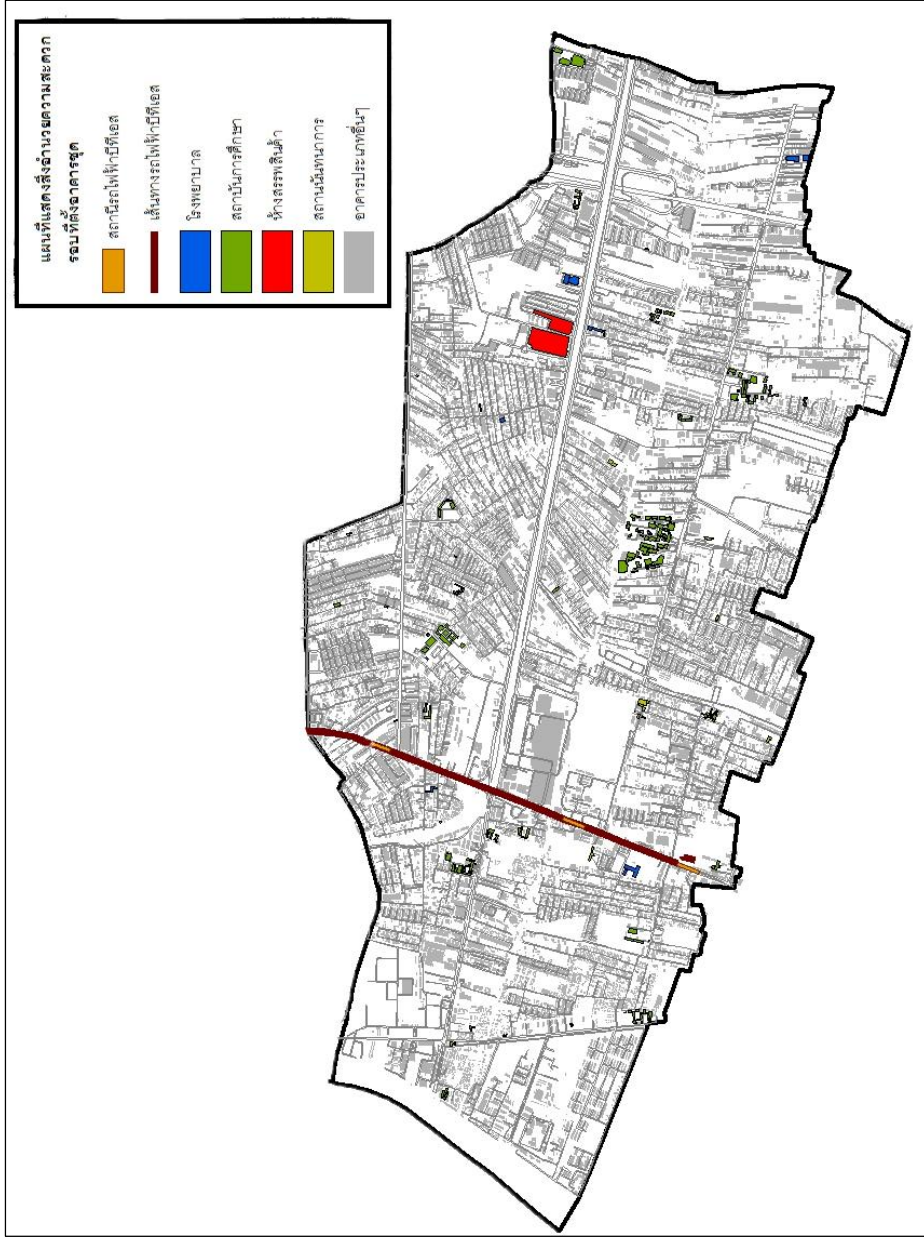 แผนที่แสดงสิ่งอำนวยความสะดวก
รอบที่ตั้งอาคารชุด
สถานีรถไฟฟ้าบีทีเอส
เส้นทางรถไฟฟ้าบีทีเอส
โรงพยาบาล
สถาบันการศึกษา
ห้างสรรพสินค้า
สถานนันทนาการ
อาคารประเภทอื่นๆ